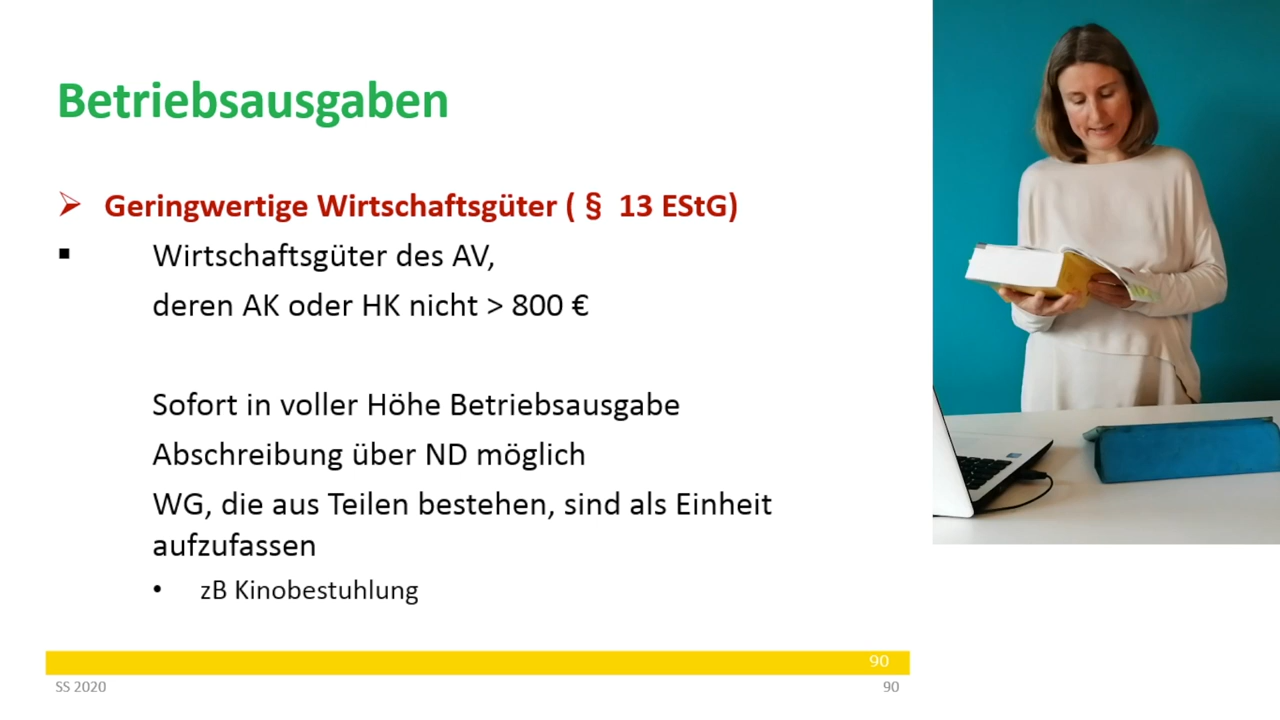 Betriebsausgaben
➢ Geringwertige Wirtschaftsgüter ( § 13 EStG)
▪ Wirtschaftsgüter des AV,
deren AK oder HK nicht > 800 €
Sofort in voller Höhe Betriebsausgabe
Abschreibung über ND möglich
WG, die aus Teilen bestehen, sind als Einheit
aufzufassen
• zB Kinobestuhlung
90
SS 2020
90